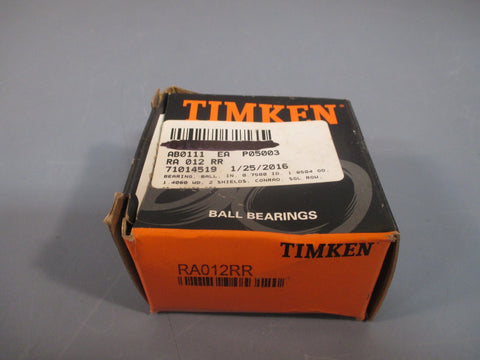 TIMKEN
AB0111 EA P05003
RA 012 RR
71014519 1/25/2016
BEARING, BALL, IN, 0.7500 ID, 1.8504 OD,
1.4060 WD, 2 SHIELDS, CONRAD, SGL ROW,
BALL BEARINGS
TIMKEN
RA012RR